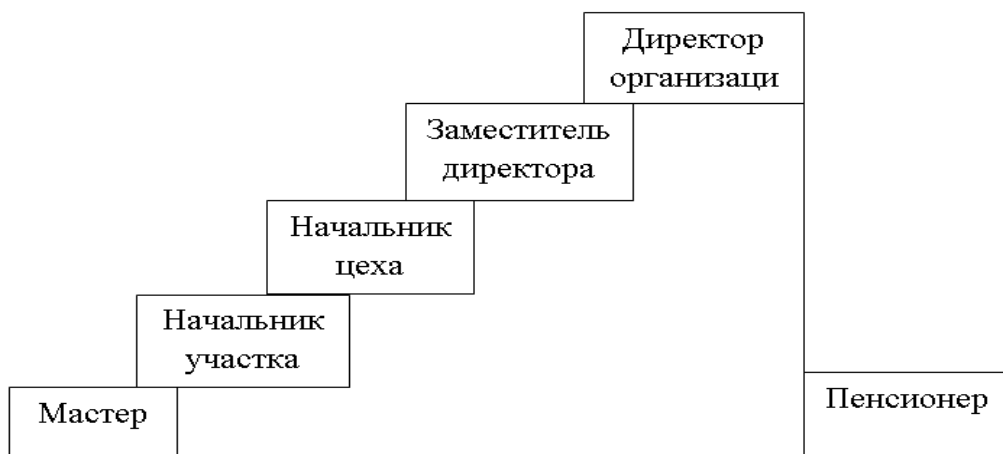 Директор
организаци
Заместитель
директора
Начальник
цеха
Начальник
участка
Мастер
Пенсионер